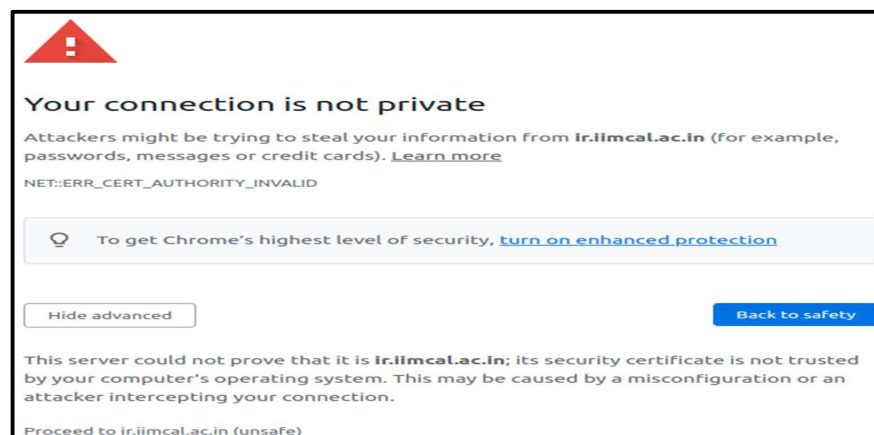 Your connection is not private
Attackers might be trying to steal your information from ir.iimcal.ac.in (for example,
passwords, messages or credit cards). Learn more
NET::ERR_CERT_AUTHORITY_INVALID
To get Chrome's highest level of security, turn on enhanced protection
Hide advanced
Back to safety
This server could not prove that it is ir.iimcal.ac.in; its security certificate is not trusted
by your computer's operating system. This may be caused by a misconfiguration or an
attacker intercepting your connection.
Proceed to ir.iimcal.ac.in (unsafe)